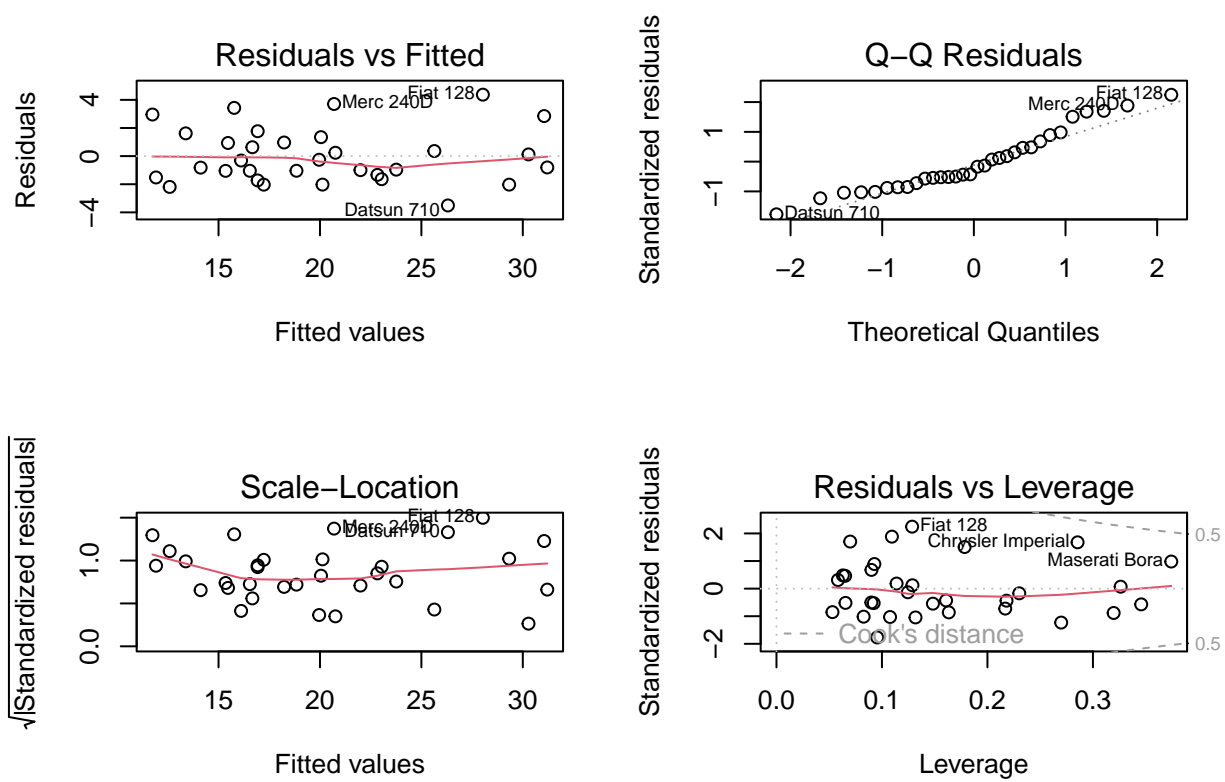 Residuals vs Fitted
Residuals
4
0
−4
Fiat 128
Merc 240D
Datsun 710
15 20 25 30
Fitted values
Q−Q Residuals
Standardized residuals
1
−1
Fiat 128
Merc 240D
Datsun 710
−2 −1 0 1 2
Theoretical Quantiles
Scale−Location
√|Standardized residuals|
1.0
0.0
Fiat 128
Merc 240D
Datsun 710
15 20 25 30
Fitted values
Residuals vs Leverage
Standardized residuals
2
0
−2
Fiat 128
Chrysler Imperial
Maserati Bora
Cook's distance
0.5
0.5
0.0 0.1 0.2 0.3
Leverage